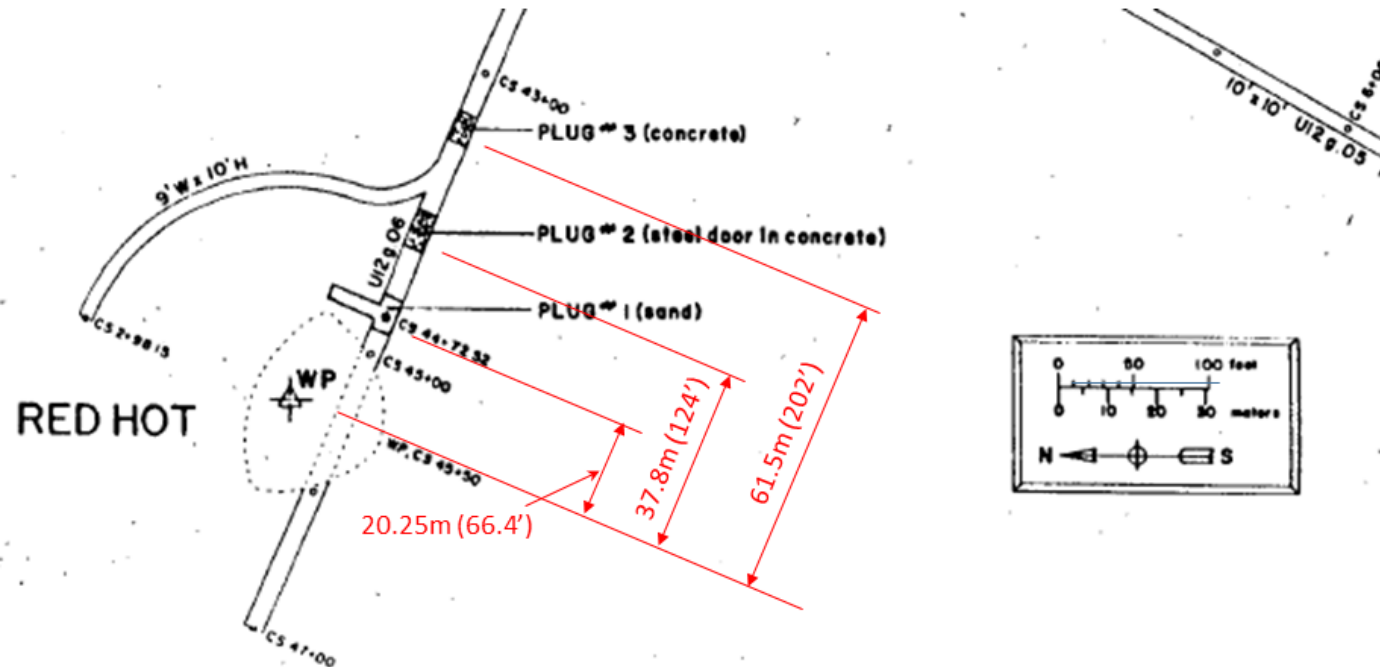 CS 43+00
PLUG # 3 (concrete)
10' x 10' U12g.05
9'W x 10'H
PLUG # 2 (steel door in concrete)
U12g.06
PLUG # 1 (sand)
CS 44+72.52
CS 2+98.15
CS 45+00
WP
RED HOT
WP, CS 45+50
20.25m (66.4’)
37.8m (124’)
61.5m (202’)
0 50 100 feet
0 10 20 30 meters
N S
CS 47+00